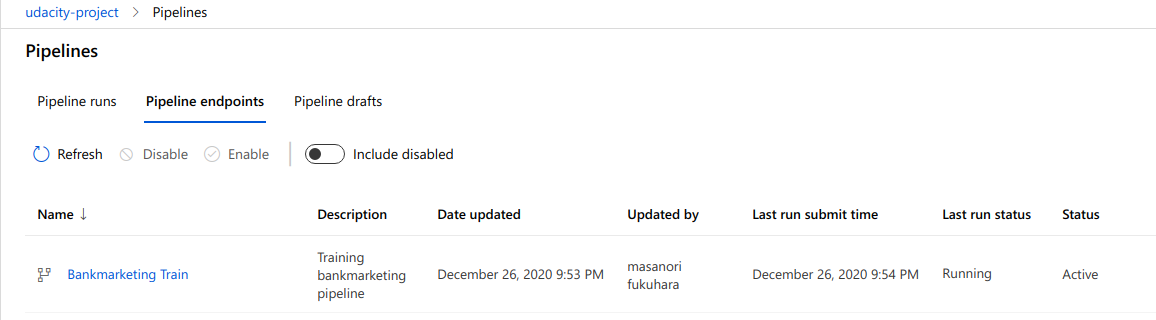 udacity-project > Pipelines
Pipelines
Pipeline runs Pipeline endpoints Pipeline drafts
Refresh Disable Enable Include disabled
Name ↓ Description Date updated Updated by Last run submit time Last run status Status
Bankmarketing Train Training bankmarketing pipeline December 26, 2020 9:53 PM masanori fukuhara December 26, 2020 9:54 PM Running Active